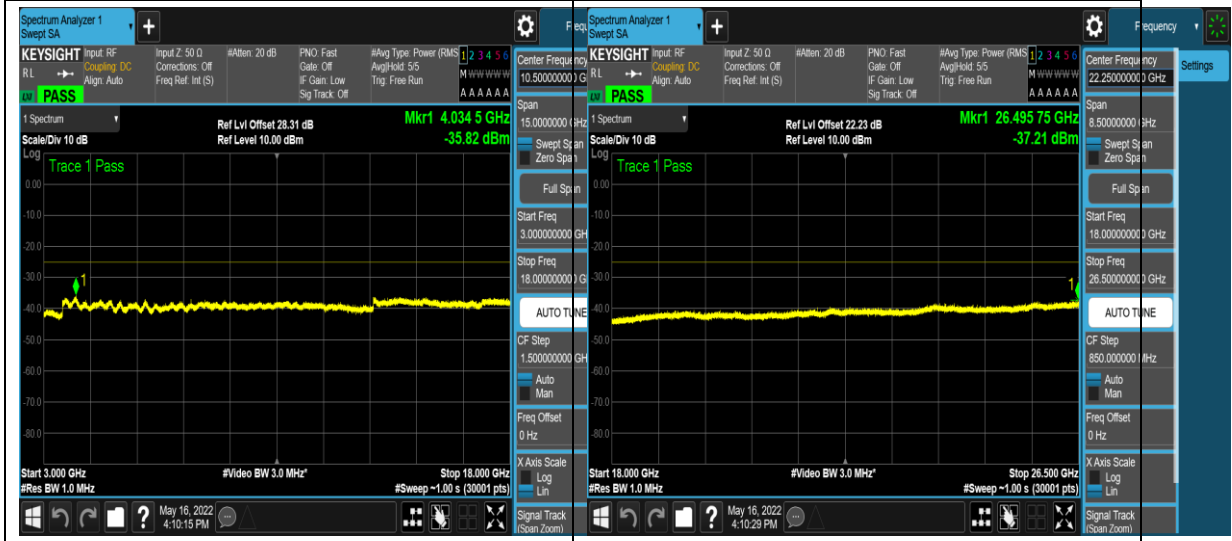 Spectrum Analyzer 1
Swept SA
KEYSIGHT
RL
PASS
Input: RF
Coupling: DC
Align: Auto
Input Z: 50 Ω
Corrections: Off
Freq Ref: Int (S)
#Atten: 20 dB
PNO: Fast
Gate: Off
IF Gain: Low
Sig Track: Off
#Avg Type: Power (RMS
Avg|Hold: 5/5
Trig: Free Run
1 2 3 4 5 6
M W W W W W
A A A A A A
1 Spectrum
Scale/Div 10 dB
Log
Ref Lvl Offset 28.31 dB
Ref Level 10.00 dBm
Mkr1 4.034 5 GHz
-35.82 dBm
Trace 1 Pass
0.00
-10.0
-20.0
-30.0
-40.0
-50.0
-60.0
-70.0
-80.0
1
Start 3.000 GHz
#Res BW 1.0 MHz
#Video BW 3.0 MHz*
Stop 18.000 GHz
#Sweep ~1.00 s (30001 pts)
May 16, 2022
4:10:15 PM
Frequ
Center Frequency
10.50000000 G
Span
15.0000000 GHz
Swept Span
Zero Span
Full Span
Start Freq
3.000000000 GH
Stop Freq
18.00000000 G
AUTO TUNE
CF Step
1.500000000 GH
Auto
Man
Freq Offset
0 Hz
X Axis Scale
Log
Lin
Signal Track
(Span Zoom)
Spectrum Analyzer 1
Swept SA
KEYSIGHT
RL
PASS
Input: RF
Coupling: DC
Align: Auto
Input Z: 50 Ω
Corrections: Off
Freq Ref: Int (S)
#Atten: 20 dB
PNO: Fast
Gate: Off
IF Gain: Low
Sig Track: Off
#Avg Type: Power (RMS
Avg|Hold: 5/5
Trig: Free Run
1 2 3 4 5 6
M W W W W W
A A A A A A
1 Spectrum
Scale/Div 10 dB
Log
Ref Lvl Offset 22.23 dB
Ref Level 10.00 dBm
Mkr1 26.495 75 GHz
-37.21 dBm
Trace 1 Pass
0.00
-10.0
-20.0
-30.0
-40.0
-50.0
-60.0
-70.0
-80.0
1
Start 18.000 GHz
#Res BW 1.0 MHz
#Video BW 3.0 MHz*
Stop 26.500 GHz
#Sweep ~1.00 s (30001 pts)
May 16, 2022
4:10:29 PM
Frequency
Settings
Center Frequency
22.250000000 GHz
Span
8.50000000 GHz
Swept Span
Zero Span
Full Span
Start Freq
18.000000000 GHz
Stop Freq
26.500000000 GHz
AUTO TUNE
CF Step
850.000000 MHz
Auto
Man
Freq Offset
0 Hz
X Axis Scale
Log
Lin
Signal Track
(Span Zoom)